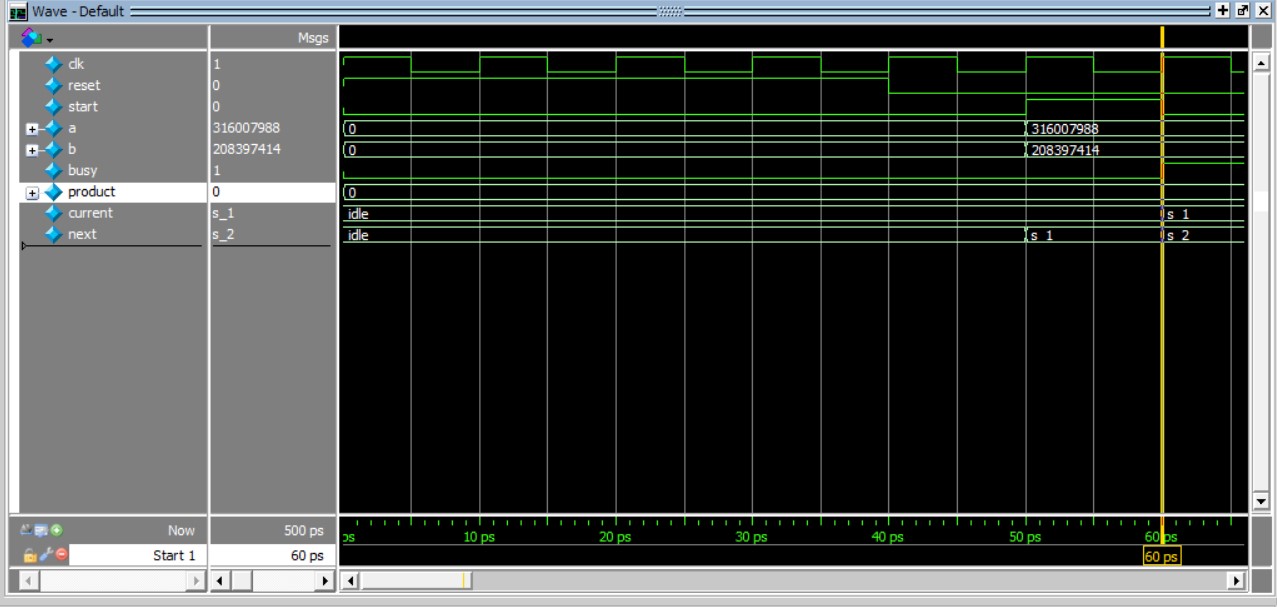 Wave - Default
Msgs
clk 1
reset 0
start 0
a 316007988 0 316007988
b 208397414 0 208397414
busy 1
product 0 0
current s_1 idle s_1
next s_2 idle s_1 s_2
Now 500 ps ps 10 ps 20 ps 30 ps 40 ps 50 ps 60 ps
Start 1 60 ps 60 ps